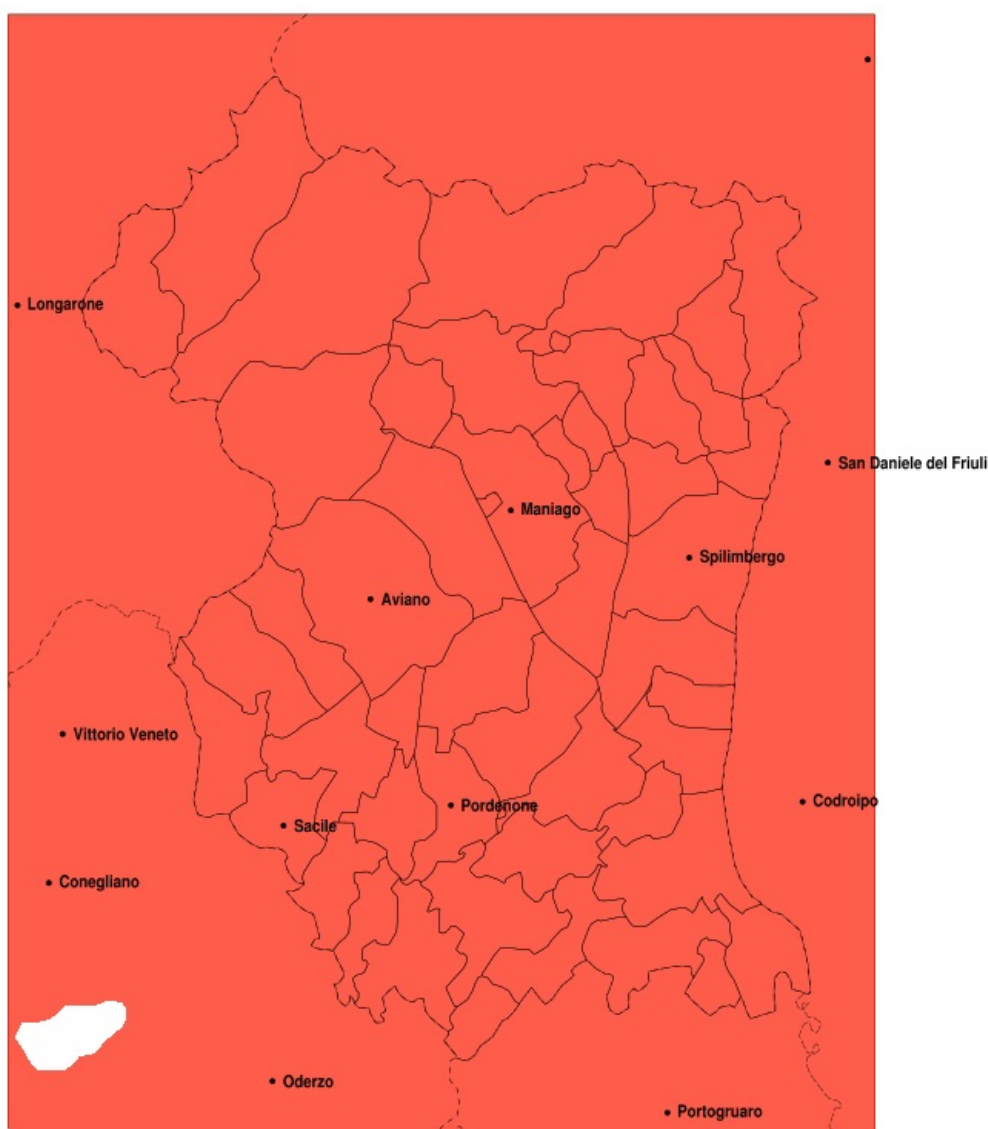 Longarone
San Daniele del Friuli
Maniago
Spilimbergo
Aviano
Vittorio Veneto
Codroipo
Pordenone
Sacile
Conegliano
Oderzo
Portogruaro